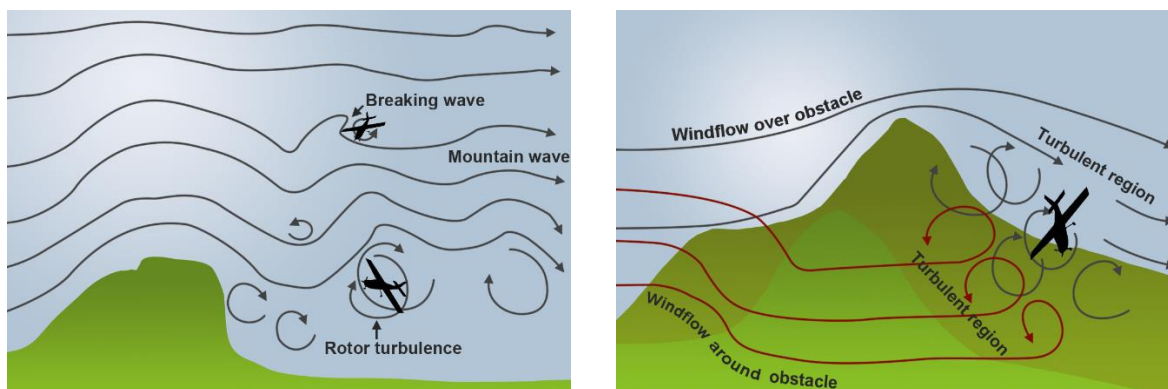 Breaking wave
Mountain wave
Rotor turbulence
Windflow over obstacle
Turbulent region
Turbulent region
Windflow around obstacle